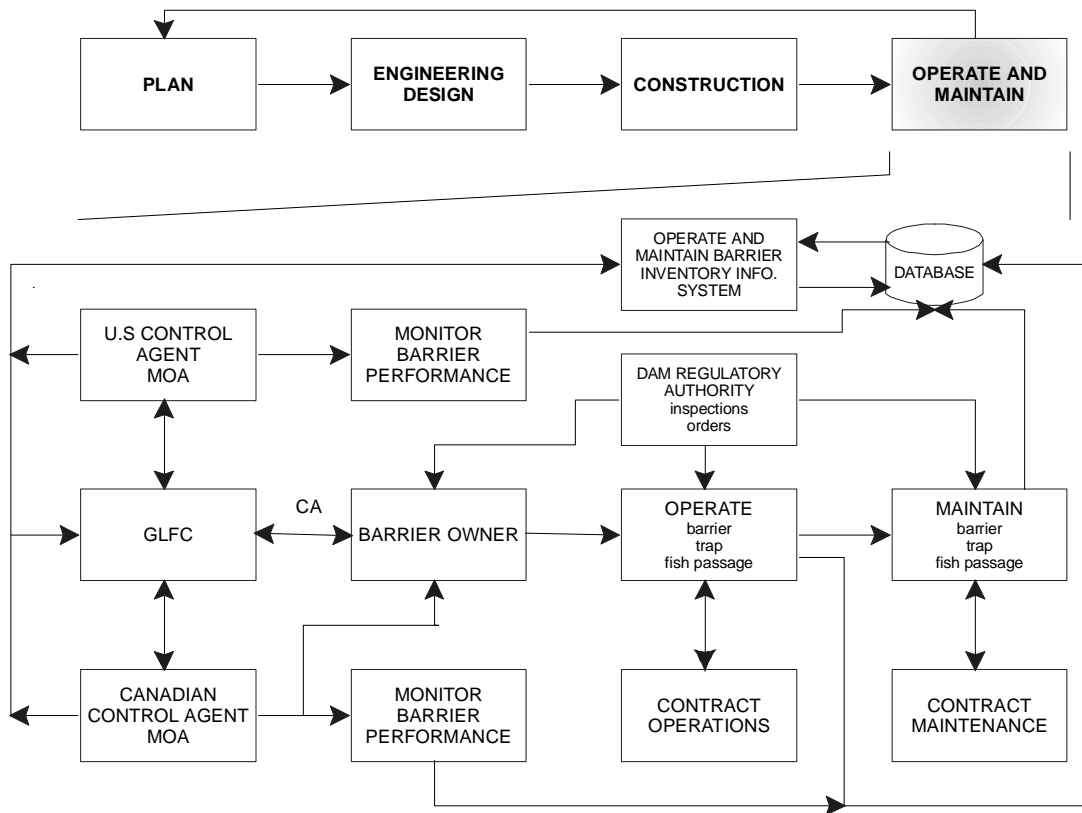 PLAN
ENGINEERING
DESIGN
CONSTRUCTION
OPERATE AND
MAINTAIN
OPERATE AND
MAINTAIN BARRIER
INVENTORY INFO.
SYSTEM
DATABASE
U.S CONTROL
AGENT
MOA
MONITOR
BARRIER
PERFORMANCE
DAM REGULATORY
AUTHORITY
inspections
orders
GLFC
CA
BARRIER OWNER
OPERATE
barrier
trap
fish passage
MAINTAIN
barrier
trap
fish passage
CANADIAN
CONTROL AGENT
MOA
MONITOR
BARRIER
PERFORMANCE
CONTRACT
OPERATIONS
CONTRACT
MAINTENANCE